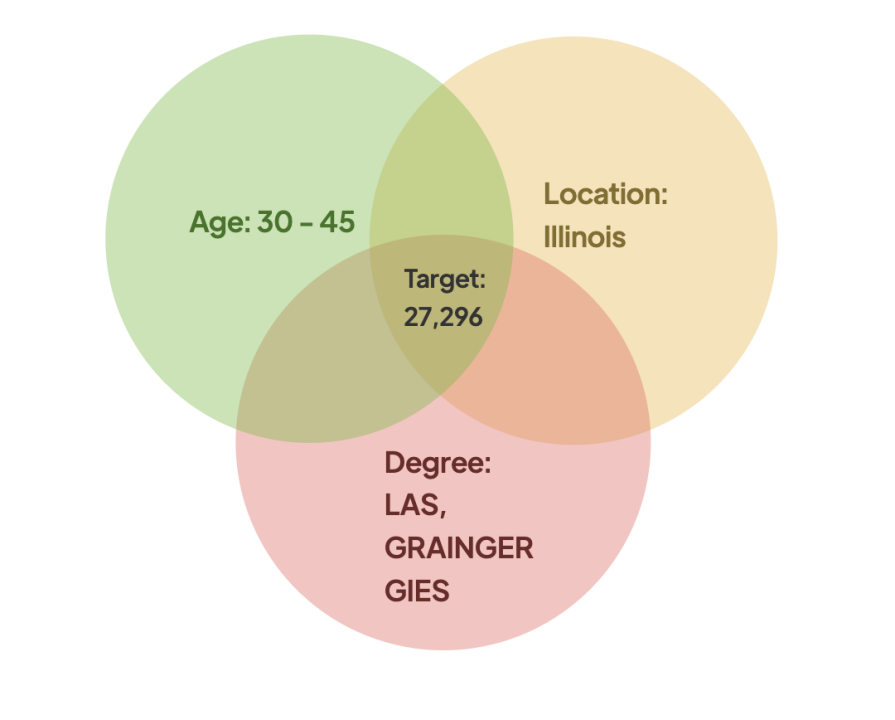 Age: 30 – 45
Location:
Illinois
Target:
27,296
Degree:
LAS,
GRAINGER
GIES